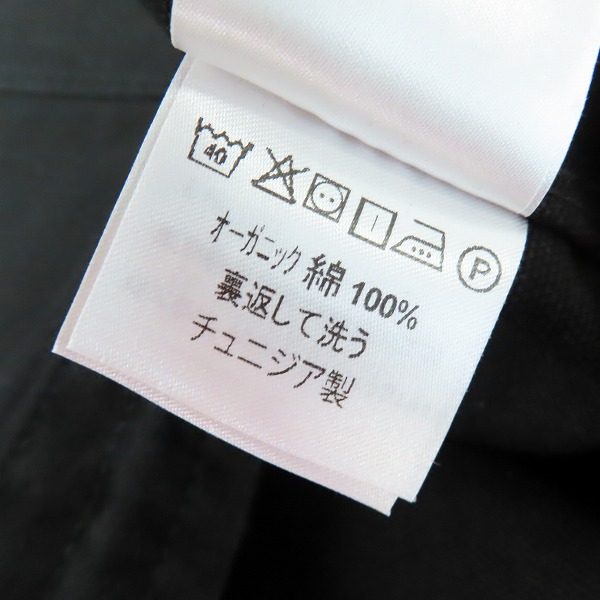 40 P
オーガニック 綿 100%
裏返して洗う
チュニジア製